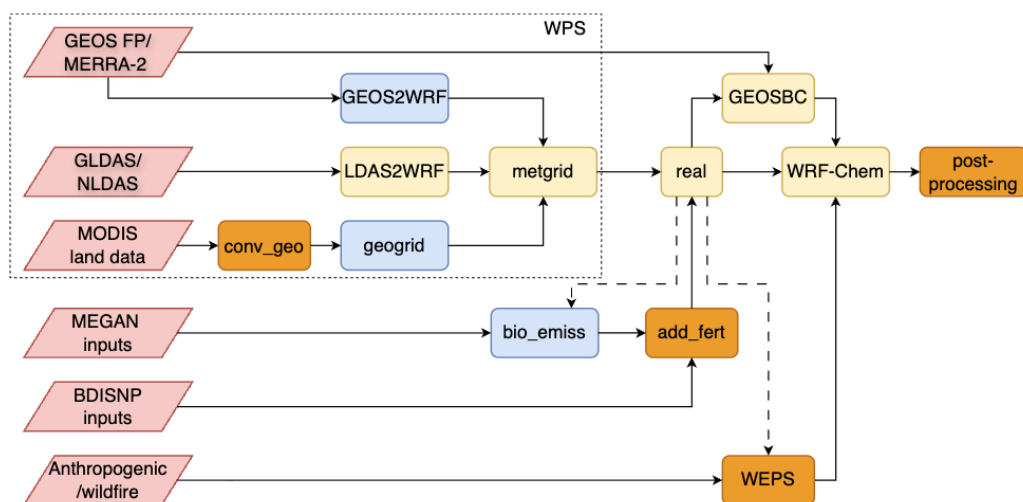 WPS
GEOS FP/
MERRA-2
GEOS2WRF
GEOSBC
GLDAS/
NLDAS
LDAS2WRF
metgrid
real
WRF-Chem
post-
processing
MODIS
land data
conv_geo
geogrid
MEGAN
inputs
bio_emiss
add_fert
BDISNP
inputs
Anthropogenic
/wildfire
WEPS